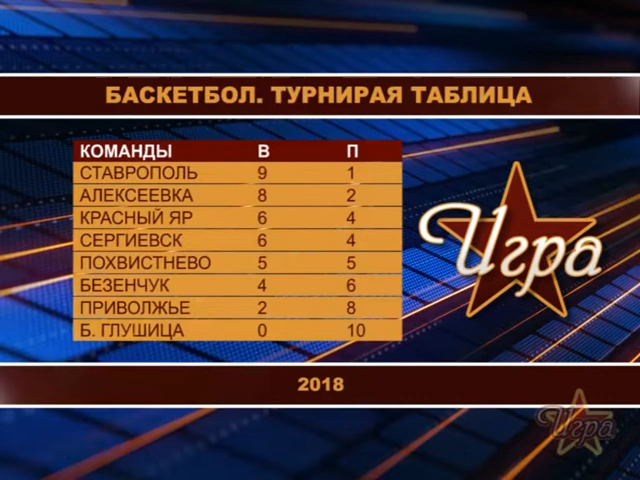 БАСКЕТБОЛ. ТУРНИРАЯ ТАБЛИЦА
КОМАНДЫ В П
СТАВРОПОЛЬ 9 1
АЛЕКСЕЕВКА 8 2
КРАСНЫЙ ЯР 6 4
СЕРГИЕВСК 6 4
ПОХВИСТНЕВО 5 5
БЕЗЕНЧУК 4 6
ПРИВОЛЖЬЕ 2 8
Б. ГЛУШИЦА 0 10
Игра
2018
Игра